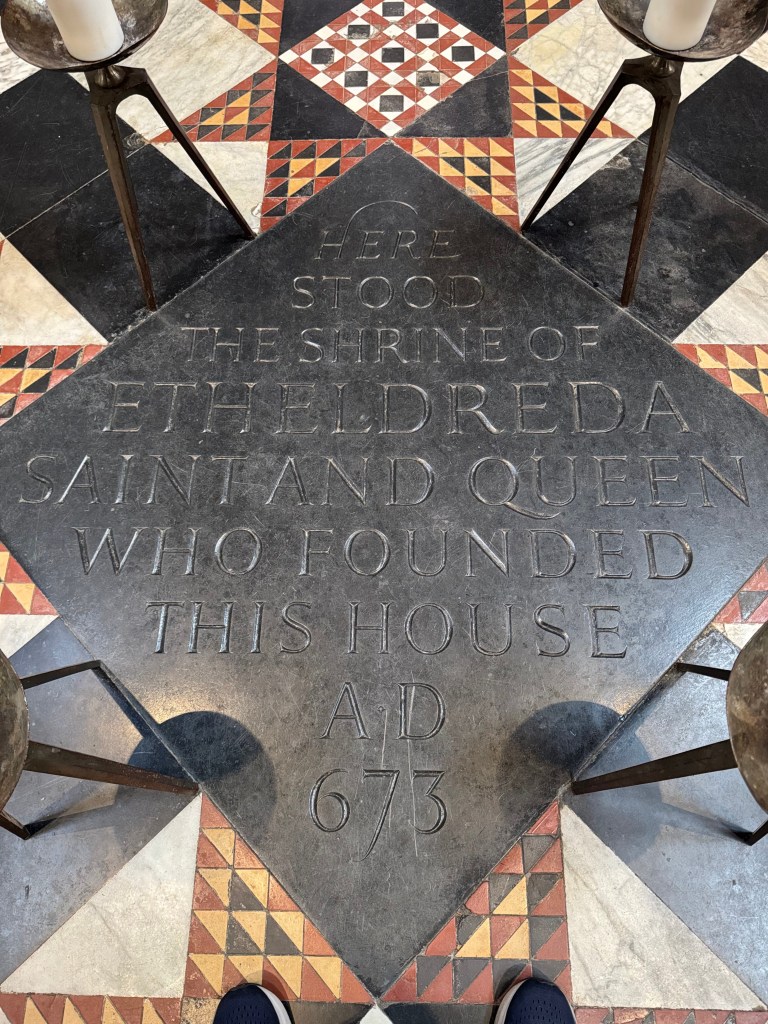 HERE
STOOD
THE SHRINE OF
ETHELDREDA
SAINT AND QUEEN
WHO FOUNDED
THIS HOUSE
A·D
673